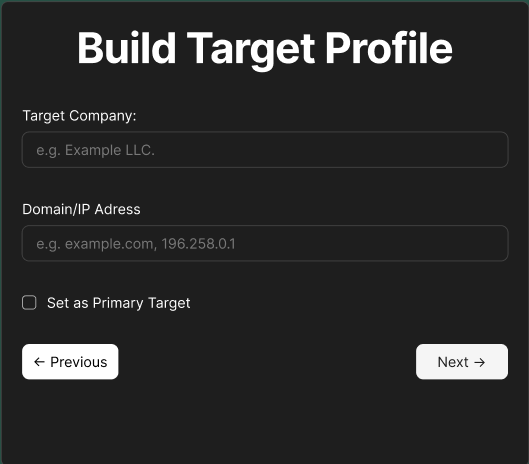 Build Target Profile
Target Company:
e.g. Example LLC.
Domain/IP Adress
e.g. example.com, 196.258.0.1
Set as Primary Target
← Previous
Next →